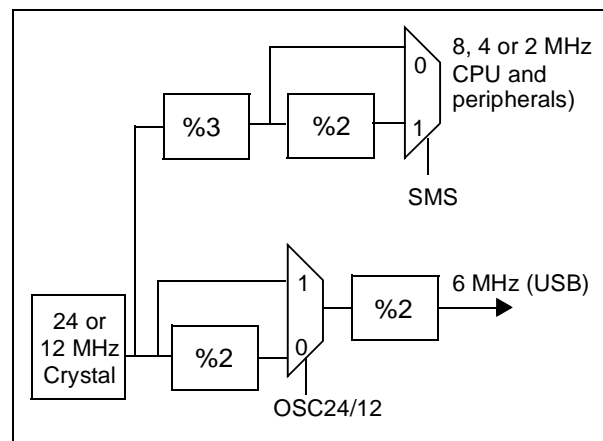 8, 4 or 2 MHz
CPU and
peripherals)
0
%3
%2
1
SMS
6 MHz (USB)
1
%2
24 or
12 MHz
Crystal
%2
0
OSC24/12